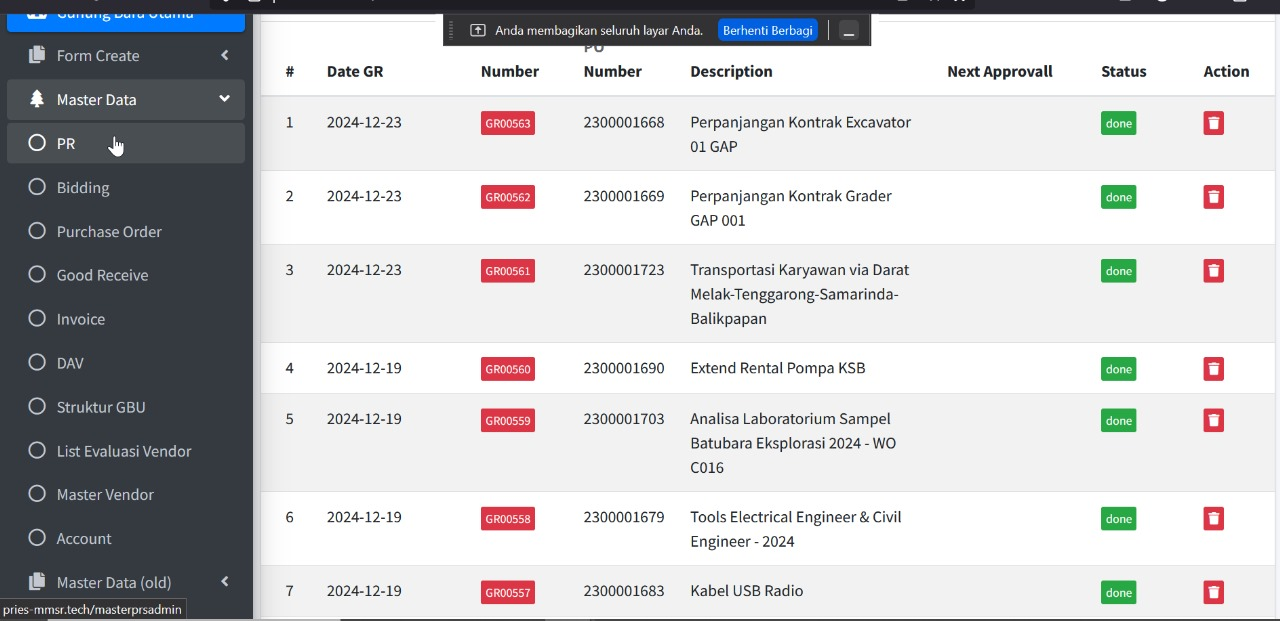 Gunung Bara Utama
Anda membagikan seluruh layar Anda.
Berhenti Berbagi
Form Create
Master Data
PR
Bidding
Purchase Order
Good Receive
Invoice
DAV
Struktur GBU
List Evaluasi Vendor
Master Vendor
Account
Master Data (old)
pries-mmsr.tech/masterprsadmin
# Date GR Number PO Number Description Next Approvall Status Action
1 2024-12-23 GR00563 2300001668 Perpanjangan Kontrak Excavator done
01 GAP
2 2024-12-23 GR00562 2300001669 Perpanjangan Kontrak Grader done
GAP 001
3 2024-12-23 GR00561 2300001723 Transportasi Karyawan via Darat done
Melak-Tenggarong-Samarinda-
Balikpapan
4 2024-12-19 GR00560 2300001690 Extend Rental Pompa KSB done
5 2024-12-19 GR00559 2300001703 Analisa Laboratorium Sampel done
Batubara Eksplorasi 2024 - WO
C016
6 2024-12-19 GR00558 2300001679 Tools Electrical Engineer & Civil done
Engineer - 2024
7 2024-12-19 GR00557 2300001683 Kabel USB Radio done